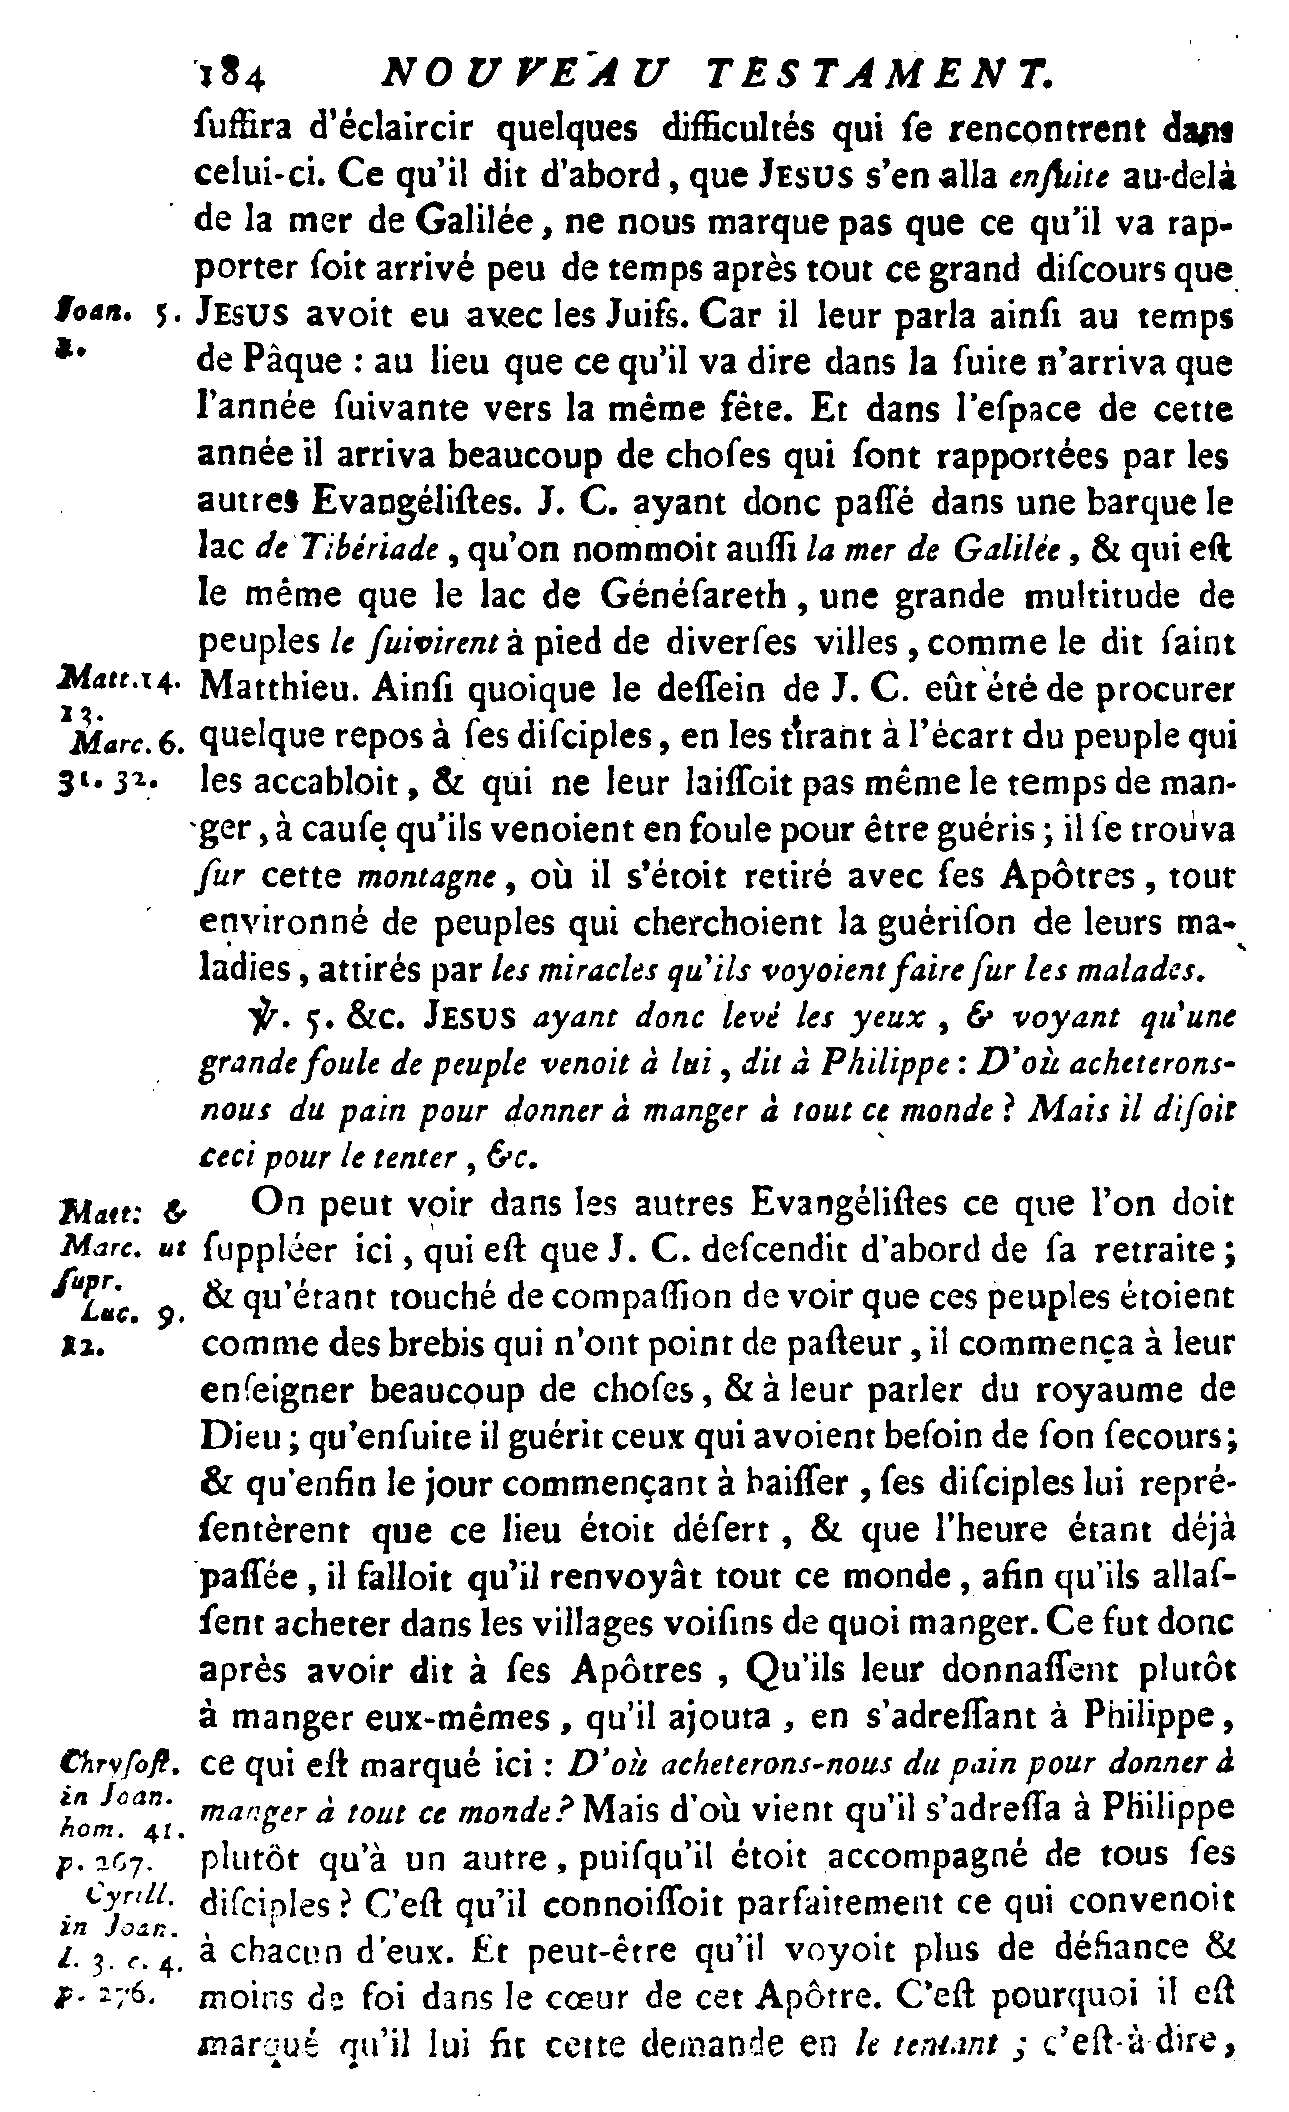 184 NOUVEAU TESTAMENT.
ſuffira d'éclaircir quelques difficultés qui ſe rencontrent dans
celui-ci. Ce qu'il dit d'abord, que JESUS s'en alla enſuite au-delà
de la mer de Galilée, ne nous marque pas que ce qu'il va rap-
porter ſoit arrivé peu de temps après tout ce grand diſcours que
Joan. 5. JESUS avoit eu avec les Juifs. Car il leur parla ainſi au temps
1. de Pâque : au lieu que ce qu'il va dire dans la ſuite n'arriva que
l'année ſuivante vers la même fête. Et dans l'eſpace de cette
année il arriva beaucoup de choſes qui ſont rapportées par les
autres Evangéliſtes. J. C. ayant donc paſſé dans une barque le
lac de Tibériade, qu'on nommoit auſſi la mer de Galilée, & qui eſt
le même que le lac de Généſareth, une grande multitude de
peuples le ſuivirent à pied de diverſes villes, comme le dit ſaint
Matt. 14. Matthieu. Ainſi quoique le deſſein de J. C. eût été de procurer
13.
Marc. 6. quelque repos à ſes diſciples, en les tirant à l'écart du peuple qui
31. 32. les accabloit, & qui ne leur laiſſoit pas même le temps de man-
ger, à cauſe qu'ils venoient en foule pour être guéris ; il ſe trouva
ſur cette montagne, où il s'étoit retiré avec ſes Apôtres, tout
environné de peuples qui cherchoient la guériſon de leurs ma-
ladies, attirés par les miracles qu'ils voyoient faire ſur les malades.
℣. 5. &c. JESUS ayant donc levé les yeux, & voyant qu'une
grande foule de peuple venoit à lui, dit à Philippe : D'où acheterons-
nous du pain pour donner à manger à tout ce monde ? Mais il diſoit
ceci pour le tenter, &c.
Matt. & On peut voir dans les autres Evangéliſtes ce que l'on doit
Marc. ut ſuppléer ici, qui eſt que J. C. deſcendit d'abord de ſa retraite ;
ſupr.
Luc. 9. & qu'étant touché de compaſſion de voir que ces peuples étoient
12. comme des brebis qui n'ont point de paſteur, il commença à leur
enſeigner beaucoup de choſes, & à leur parler du royaume de
Dieu ; qu'enſuite il guérit ceux qui avoient beſoin de ſon ſecours ;
& qu'enfin le jour commençant à baiſſer, ſes diſciples lui repré-
ſentèrent que ce lieu étoit déſert, & que l'heure étant déjà
paſſée, il falloit qu'il renvoyât tout ce monde, afin qu'ils allaſ-
ſent acheter dans les villages voiſins de quoi manger. Ce fut donc
après avoir dit à ſes Apôtres, Qu'ils leur donnaſſent plutôt
à manger eux-mêmes, qu'il ajouta, en s'adreſſant à Philippe,
Chryſoſt. ce qui eſt marqué ici : D'où acheterons-nous du pain pour donner à
in Joan.
hom. 41. manger à tout ce monde ? Mais d'où vient qu'il s'adreſſa à Philippe
p. 267. plutôt qu'à un autre, puiſqu'il étoit accompagné de tous ſes
Cyrill. diſciples ? C'eſt qu'il connoiſſoit parfaitement ce qui convenoit
in Joan.
l. 3. c. 4. à chacun d'eux. Et peut-être qu'il voyoit plus de défiance &
p. 276. moins de foi dans le cœur de cet Apôtre. C'eſt pourquoi il eſt
marqué qu'il lui fit cette demande en le tentant ; c'eſt-à-dire,